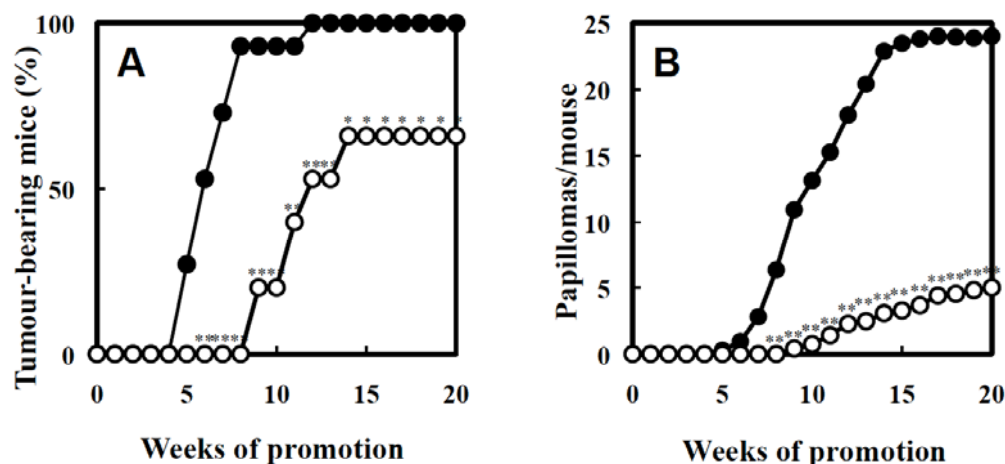 A
Tumour-bearing mice (%)
100
50
0
** ** **
** **
**
** **
* * * * * * *
0 5 10 15 20
Weeks of promotion
B
Papillomas/mouse
25
20
15
10
5
0
** ** ** ** ** ** ** ** ** ** ** ** **
0 5 10 15 20
Weeks of promotion